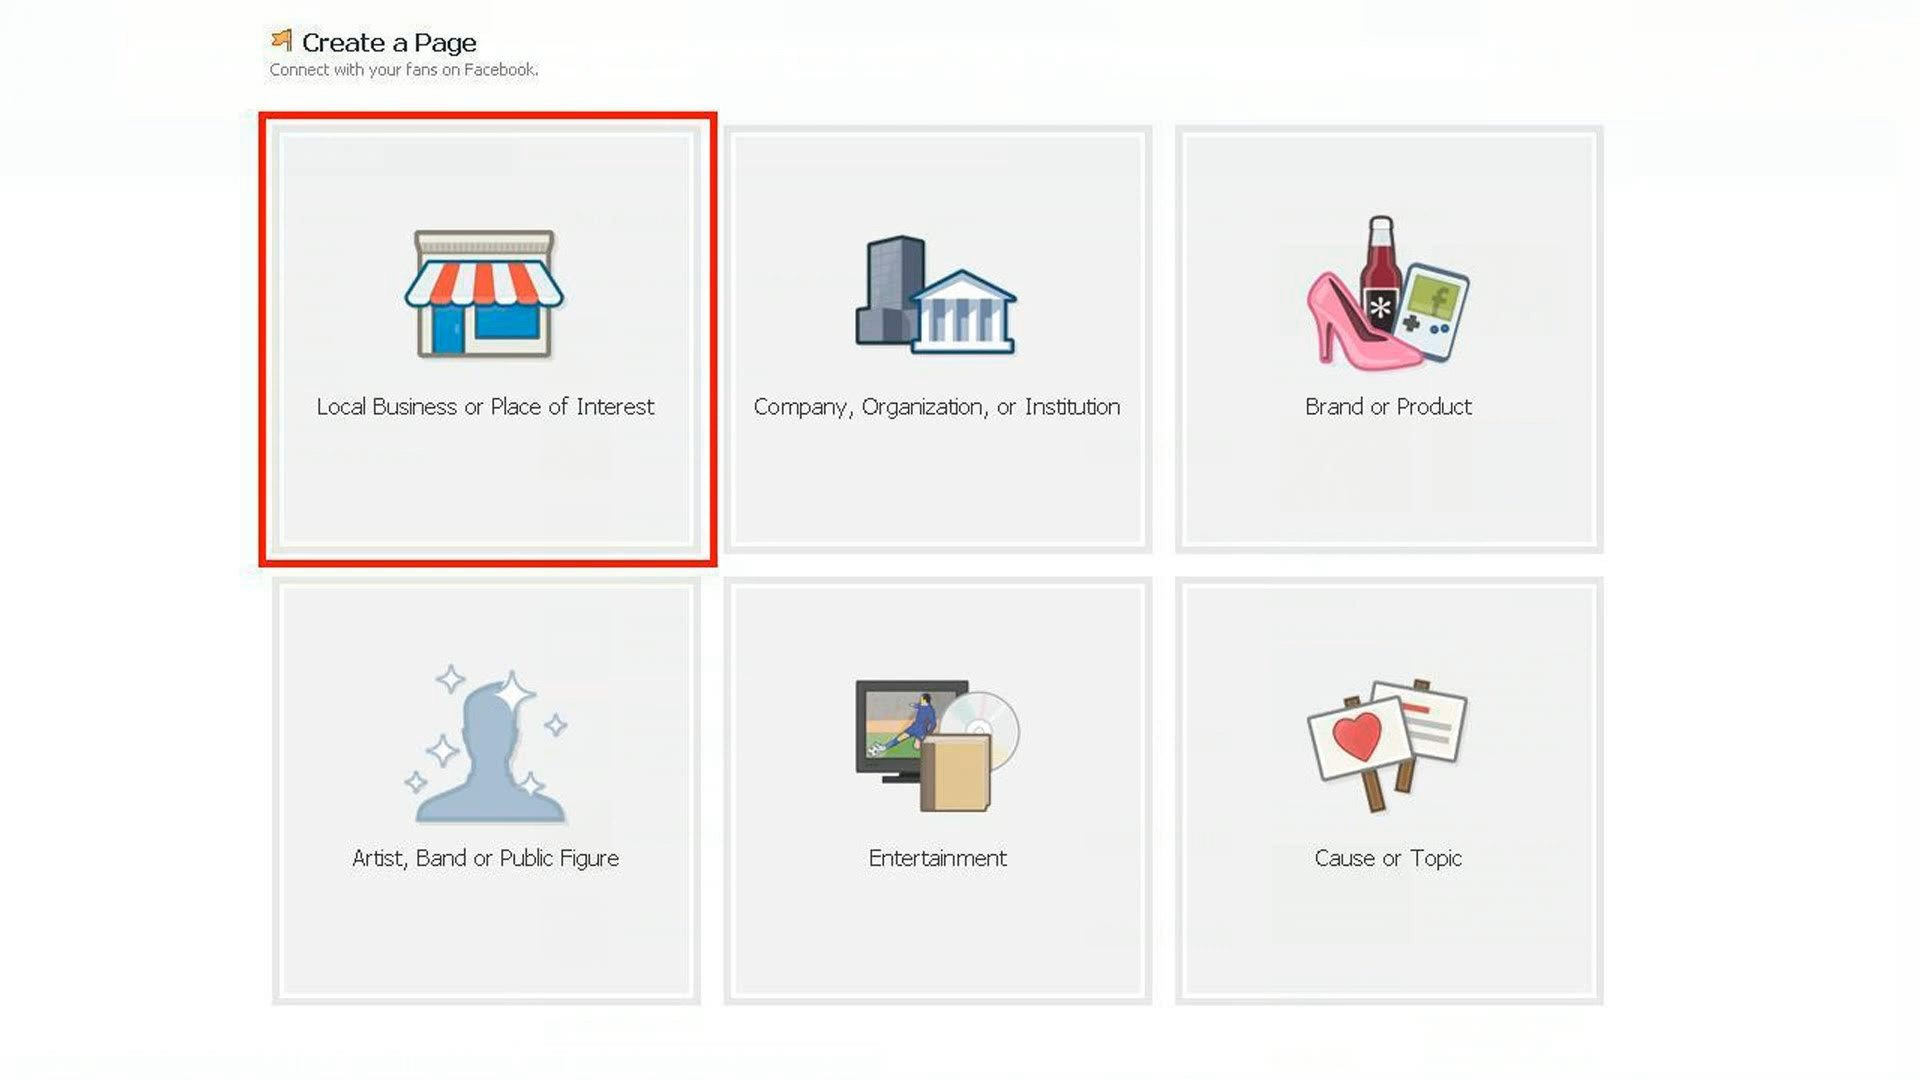 Create a Page
Connect with your fans on Facebook.
Local Business or Place of Interest
Company, Organization, or Institution
Brand or Product
Artist, Band or Public Figure
Entertainment
Cause or Topic